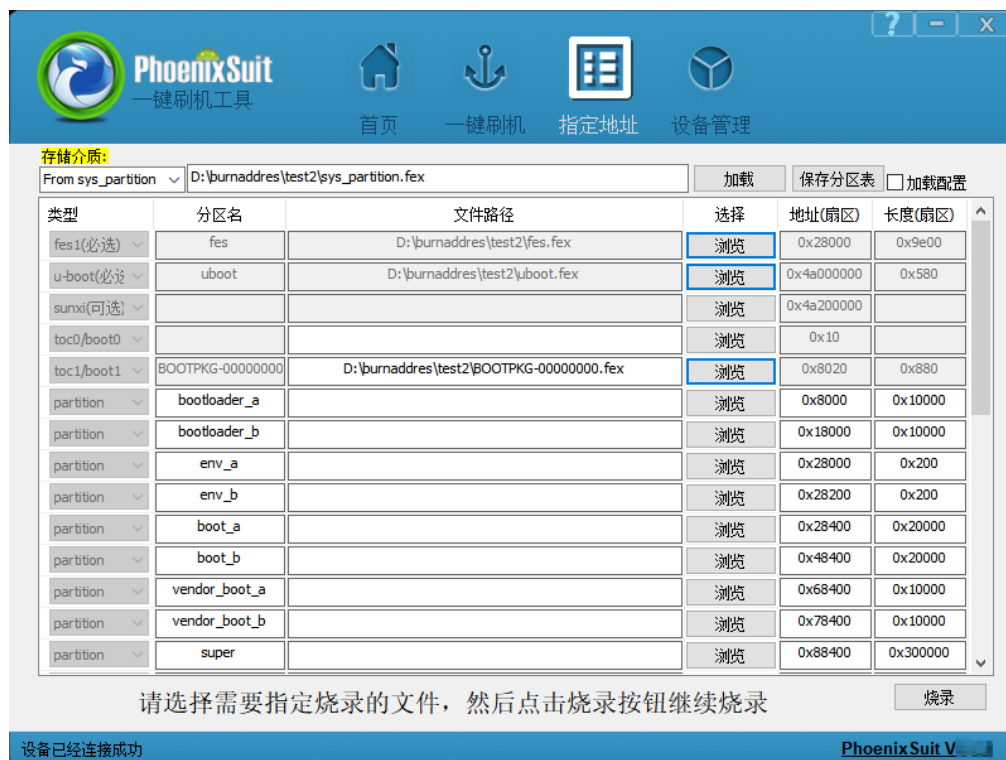 PhoenixSuit
一键刷机工具
首页 一键刷机 指定地址 设备管理
存储介质:
From sys_partition D:\burnaddres\test2\sys_partition.fex 加载 保存分区表 加载配置
类型 分区名 文件路径 选择 地址(扇区) 长度(扇区)
fes1(必选) fes D:\burnaddres\test2\fes.fex 浏览 0x28000 0x9e00
u-boot(必选 uboot D:\burnaddres\test2\uboot.fex 浏览 0x4a000000 0x580
sunxi(可选) 浏览 0x4a200000
toc0/boot0 浏览 0x10
toc1/boot1 BOOTPKG-00000000 D:\burnaddres\test2\BOOTPKG-00000000.fex 浏览 0x8020 0x880
partition bootloader_a 浏览 0x8000 0x10000
partition bootloader_b 浏览 0x18000 0x10000
partition env_a 浏览 0x28000 0x200
partition env_b 浏览 0x28200 0x200
partition boot_a 浏览 0x28400 0x20000
partition boot_b 浏览 0x48400 0x20000
partition vendor_boot_a 浏览 0x68400 0x10000
partition vendor_boot_b 浏览 0x78400 0x10000
partition super 浏览 0x88400 0x300000
请选择需要指定烧录的文件，然后点击烧录按钮继续烧录 烧录
设备已经连接成功 PhoenixSuit V